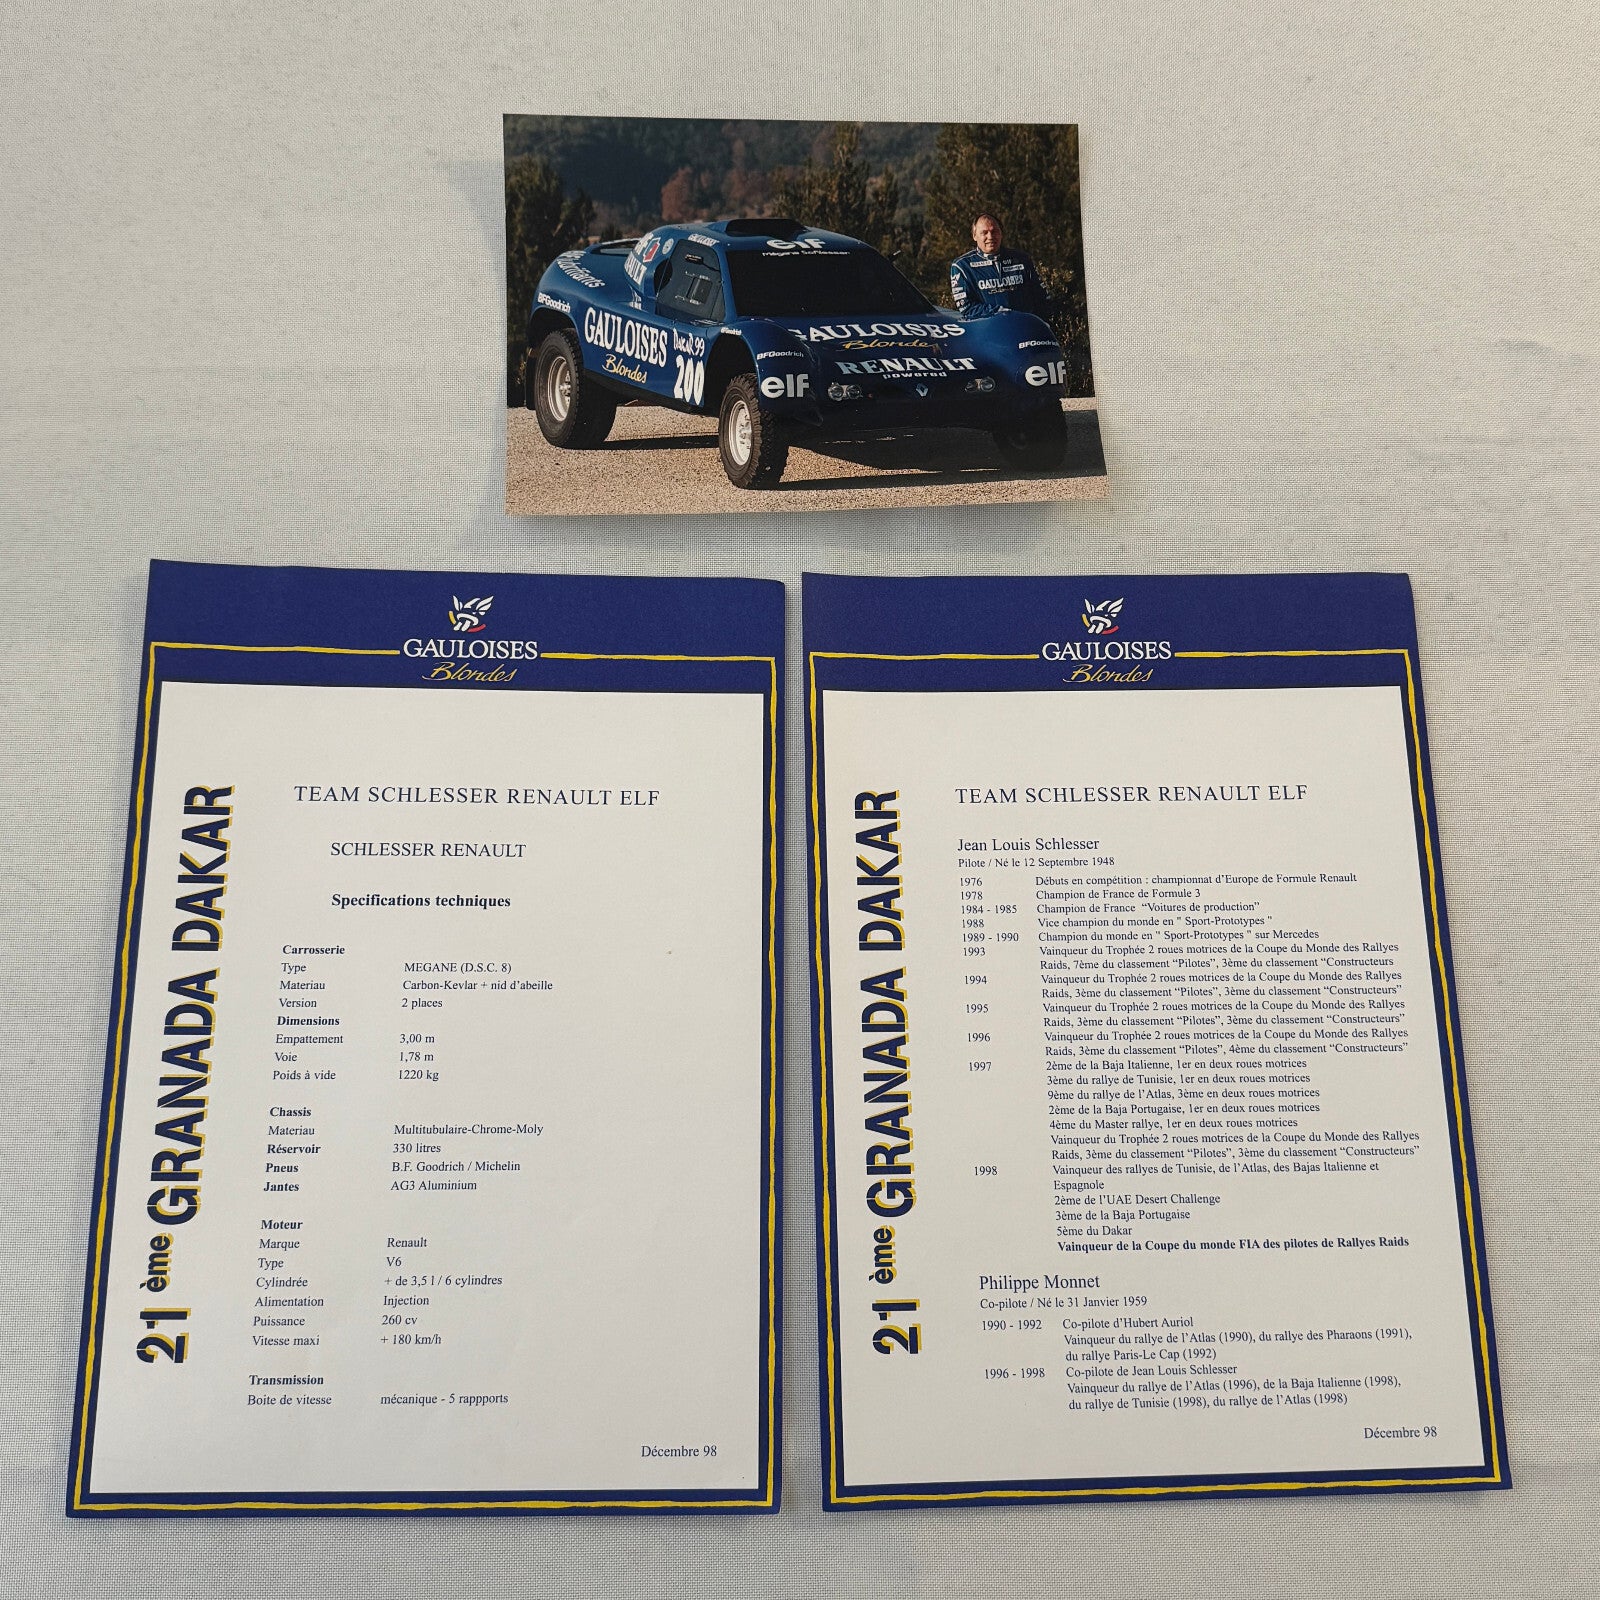 elf
Mégane Schlesser
BFGoodrich
GAULOISES
Blondes
DAKAR 99
200
GAULOISES
Blondes
RENAULT
powered
BFGoodrich
elf
BFGoodrich
elf
GAULOISES
GAULOISES
Blondes
21 ème GRANADA DAKAR
TEAM SCHLESSER RENAULT ELF
SCHLESSER RENAULT
Specifications techniques
Carrosserie
Type MEGANE (D.S.C. 8)
Materiau Carbon-Kevlar + nid d'abeille
Version 2 places
Dimensions
Empattement 3,00 m
Voie 1,78 m
Poids à vide 1220 kg
Chassis
Materiau Multitubulaire-Chrome-Moly
Réservoir 330 litres
Pneus B.F. Goodrich / Michelin
Jantes AG3 Aluminium
Moteur
Marque Renault
Type V6
Cylindrée + de 3,5 l / 6 cylindres
Alimentation Injection
Puissance 260 cv
Vitesse maxi + 180 km/h
Transmission
Boite de vitesse mécanique - 5 rappports
Décembre 98
GAULOISES
Blondes
21 ème GRANADA DAKAR
TEAM SCHLESSER RENAULT ELF
Jean Louis Schlesser
Pilote / Né le 12 Septembre 1948
1976 Débuts en compétition : championnat d'Europe de Formule Renault
1978 Champion de France de Formule 3
1984 - 1985 Champion de France “Voitures de production”
1988 Vice champion du monde en " Sport-Prototypes "
1989 - 1990 Champion du monde en " Sport-Prototypes " sur Mercedes
1993 Vainqueur du Trophée 2 roues motrices de la Coupe du Monde des Rallyes
Raids, 7ème du classement “Pilotes”, 3ème du classement “Constructeurs
1994 Vainqueur du Trophée 2 roues motrices de la Coupe du Monde des Rallyes
Raids, 3ème du classement “Pilotes”, 3ème du classement “Constructeurs”
1995 Vainqueur du Trophée 2 roues motrices de la Coupe du Monde des Rallyes
Raids, 3ème du classement “Pilotes”, 3ème du classement “Constructeurs”
1996 Vainqueur du Trophée 2 roues motrices de la Coupe du Monde des Rallyes
Raids, 3ème du classement “Pilotes”, 4ème du classement “Constructeurs”
1997 2ème de la Baja Italienne, 1er en deux roues motrices
3ème du rallye de Tunisie, 1er en deux roues motrices
9ème du rallye de l'Atlas, 3ème en deux roues motrices
2ème de la Baja Portugaise, 1er en deux roues motrices
4ème du Master rallye, 1er en deux roues motrices
Vainqueur du Trophée 2 roues motrices de la Coupe du Monde des Rallyes
Raids, 3ème du classement “Pilotes”, 3ème du classement “Constructeurs”
1998 Vainqueur des rallyes de Tunisie, de l'Atlas, des Bajas Italienne et
Espagnole
2ème de l'UAE Desert Challenge
3ème de la Baja Portugaise
5ème du Dakar
Vainqueur de la Coupe du monde FIA des pilotes de Rallyes Raids
Philippe Monnet
Co-pilote / Né le 31 Janvier 1959
1990 - 1992 Co-pilote d'Hubert Auriol
Vainqueur du rallye de l'Atlas (1990), du rallye des Pharaons (1991),
du rallye Paris-Le Cap (1992)
1996 - 1998 Co-pilote de Jean Louis Schlesser
Vainqueur du rallye de l'Atlas (1996), de la Baja Italienne (1998),
du rallye de Tunisie (1998), du rallye de l'Atlas (1998)
Décembre 98